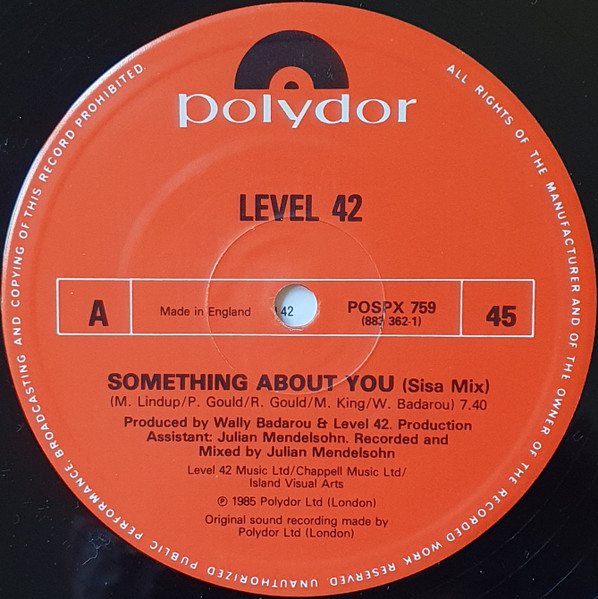 polydor
LEVEL 42
A
Made in England
42
POSPX 759
(883 362-1)
45
SOMETHING ABOUT YOU (Sisa Mix)
(M. Lindup/P. Gould/R. Gould/M. King/W. Badarou) 7.40
Produced by Wally Badarou & Level 42. Production
Assistant: Julian Mendelsohn. Recorded and
Mixed by Julian Mendelsohn
Level 42 Music Ltd/Chappell Music Ltd/
Island Visual Arts
℗ 1985 Polydor Ltd (London)
Original sound recording made by
Polydor Ltd (London)
ALL RIGHTS OF THE MANUFACTURER AND OF THE OWNER OF THE RECORDED WORK RESERVED. UNAUTHORIZED PUBLIC PERFORMANCE, BROADCASTING AND COPYING OF THIS RECORD PROHIBITED.